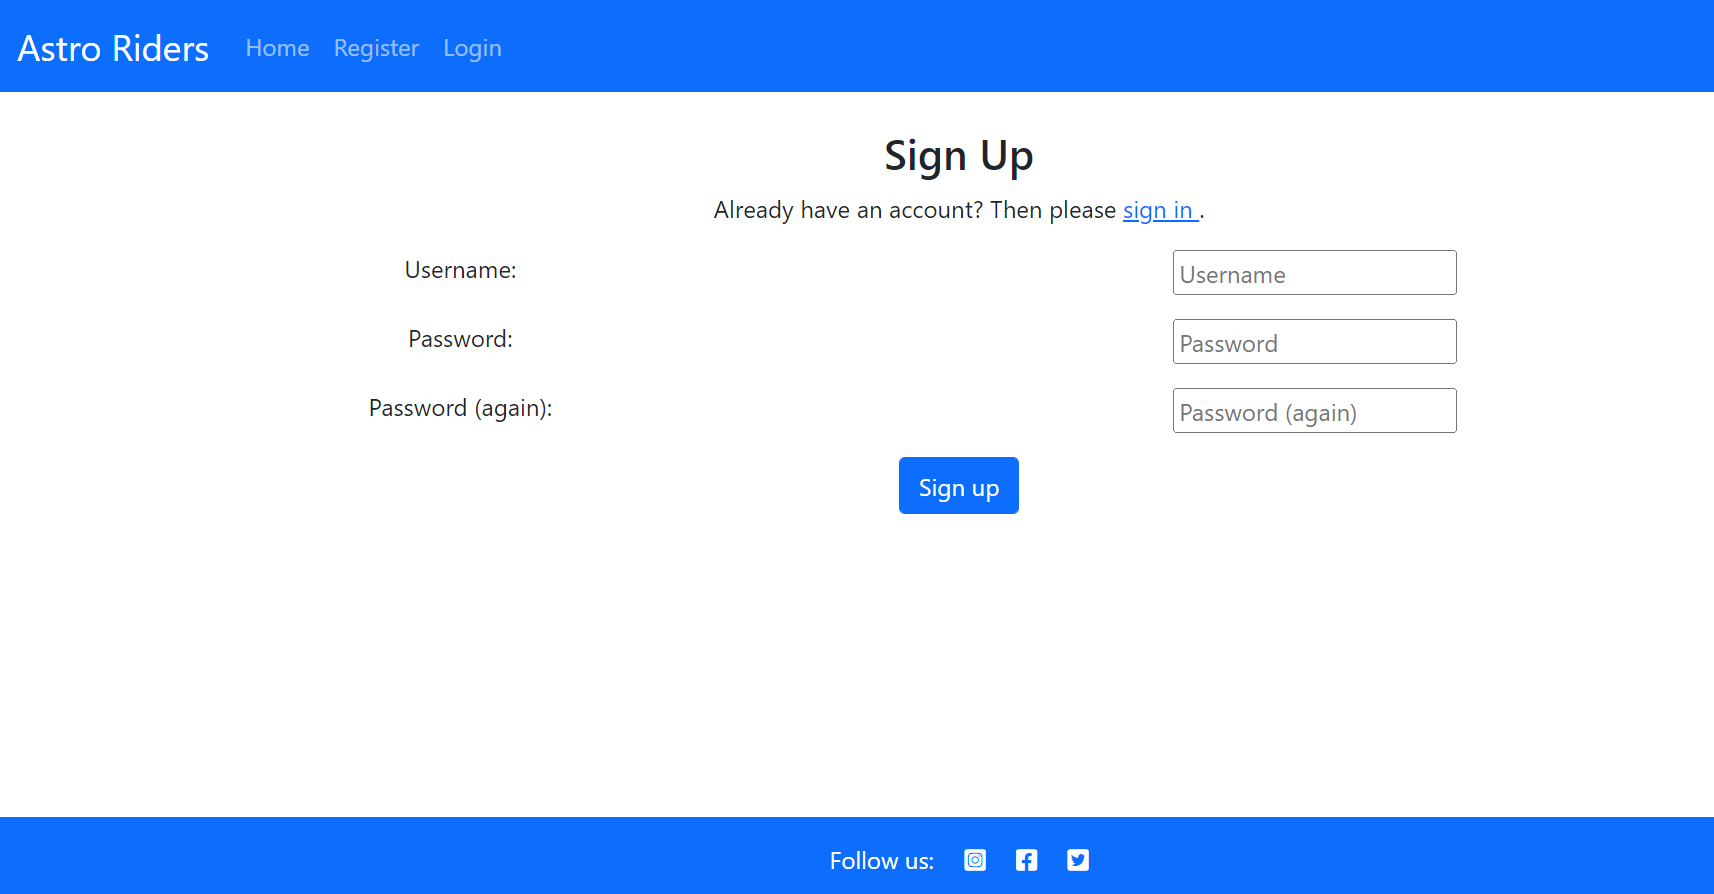 Astro Riders Home Register Login
Sign Up
Already have an account? Then please sign in .
Username: Username
Password: Password
Password (again): Password (again)
Sign up
Follow us: